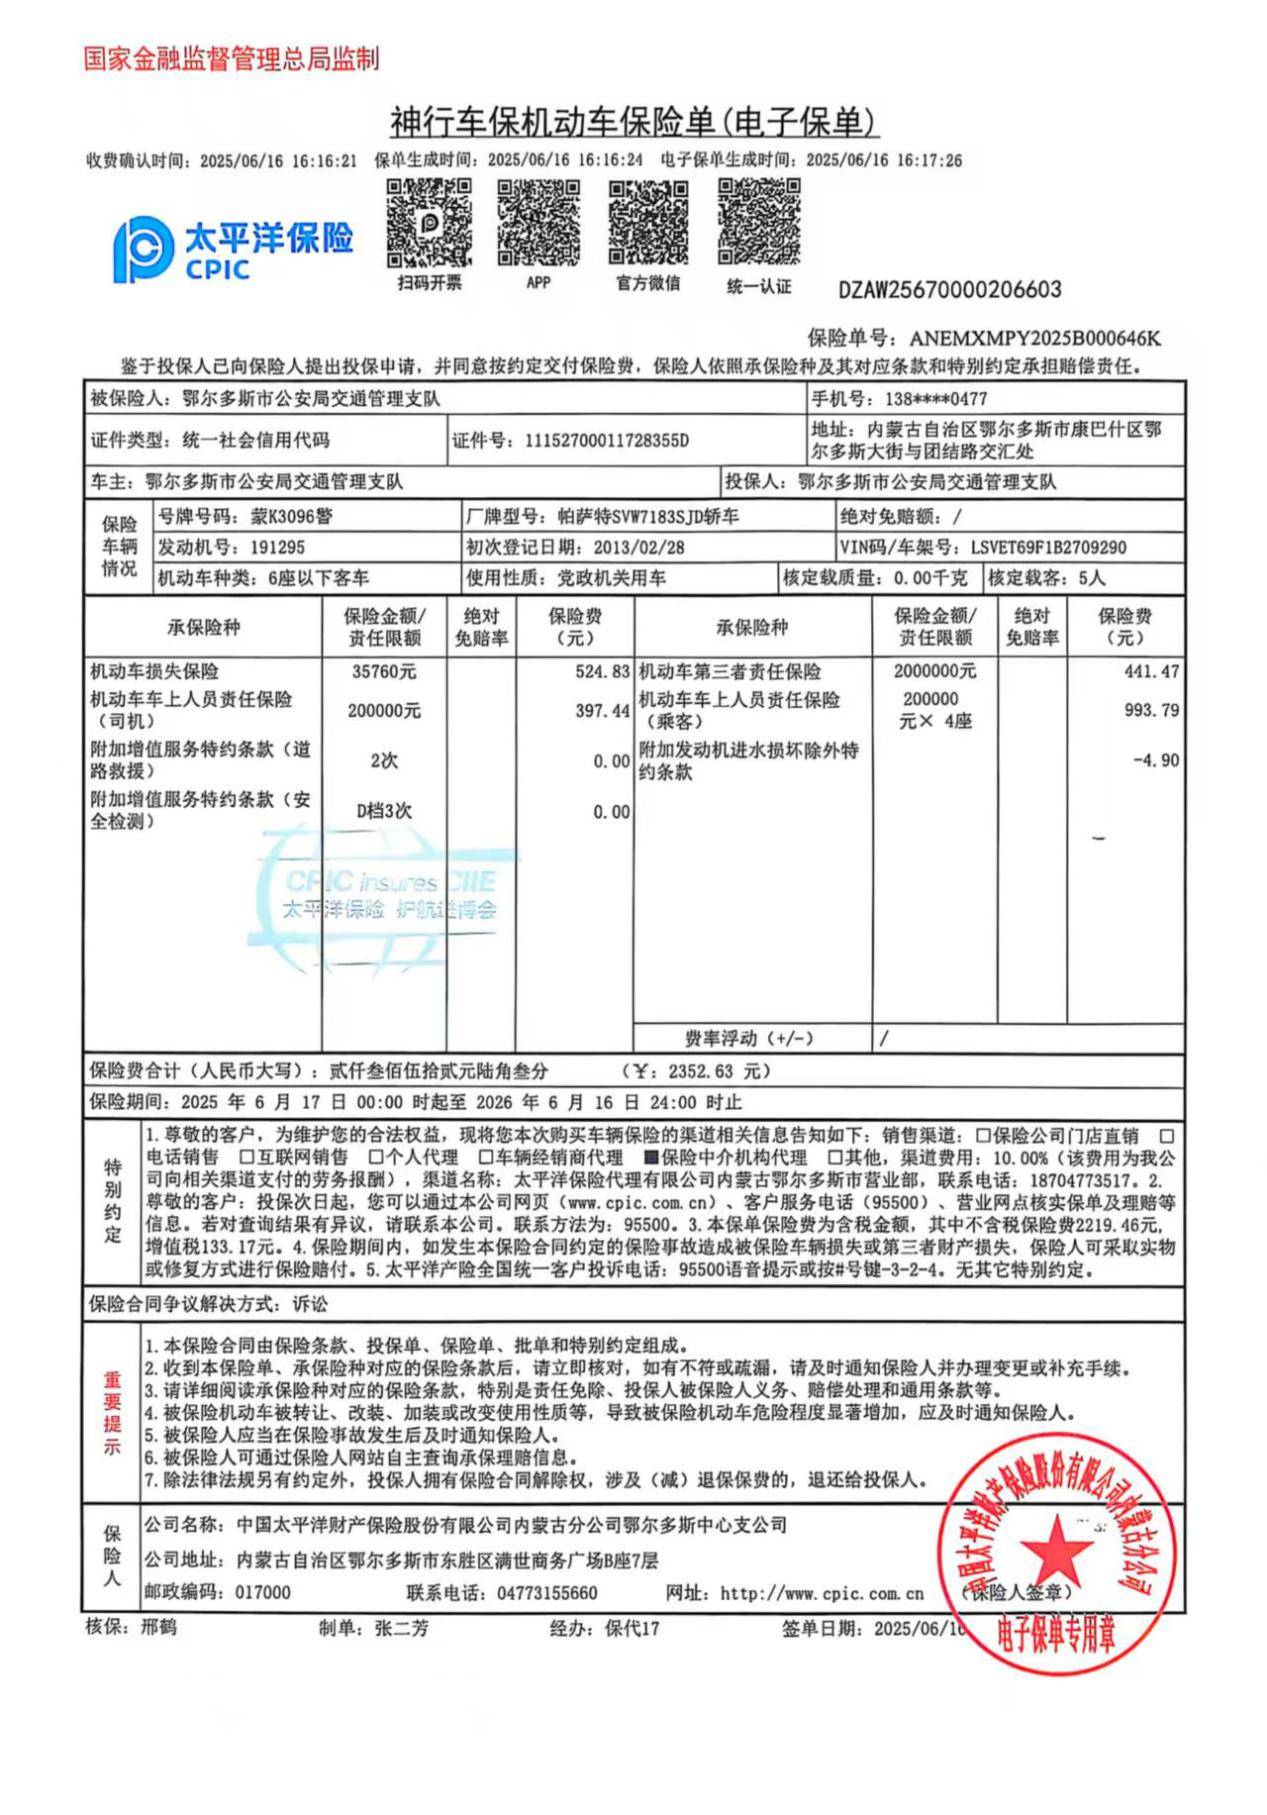 国家金融监督管理总局监制
神行车保机动车保险单(电子保单)
收费确认时间：2025/06/16 16:16:21 保单生成时间：2025/06/16 16:16:24 电子保单生成时间：2025/06/16 16:17:26
太平洋保险
CPIC
扫码开票 APP 官方微信 统一认证
DZAW25670000206603
保险单号：ANEMXMPY2025B000646K
鉴于投保人已向保险人提出投保申请，并同意按约定交付保险费，保险人依照承保险种及其对应条款和特别约定承担赔偿责任。
被保险人：鄂尔多斯市公安局交通管理支队 手机号：138****0477
证件类型：统一社会信用代码 证件号：11152700011728355D 地址：内蒙古自治区鄂尔多斯市康巴什区鄂
尔多斯大街与团结路交汇处
车主：鄂尔多斯市公安局交通管理支队 投保人：鄂尔多斯市公安局交通管理支队
保险
车辆
情况
号牌号码：蒙K3096警 厂牌型号：帕萨特SVW7183SJD轿车 绝对免赔额：/
发动机号：191295 初次登记日期：2013/02/28 VIN码/车架号：LSVET69F1B2709290
机动车种类：6座以下客车 使用性质：党政机关用车 核定载质量：0.00千克 核定载客：5人
承保险种 保险金额/ 绝对 保险费 承保险种 保险金额/ 绝对 保险费
责任限额 免赔率 （元） 责任限额 免赔率 （元）
机动车损失保险 35760元 524.83 机动车第三者责任保险 2000000元 441.47
机动车车上人员责任保险
（司机） 200000元 397.44
机动车车上人员责任保险
（乘客） 200000
元× 4座 993.79
附加增值服务特约条款（道
路救援） 2次 0.00
附加发动机进水损坏除外特
约条款 -4.90
附加增值服务特约条款（安
全检测） D档3次 0.00
CPIC insures CIIE
太平洋保险 护航进博会
费率浮动（+/-） /
保险费合计（人民币大写）：贰仟叁佰伍拾贰元陆角叁分 （￥：2352.63 元）
保险期间：2025 年 6 月 17 日 00:00 时起至 2026 年 6 月 16 日 24:00 时止
特
别
约
定
1.尊敬的客户，为维护您的合法权益，现将您本次购买车辆保险的渠道相关信息告知如下：销售渠道：□保险公司门店直销 □
电话销售 □互联网销售 □个人代理 □车辆经销商代理 ■保险中介机构代理 □其他，渠道费用：10.00%（该费用为我公
司向相关渠道支付的劳务报酬），渠道名称：太平洋保险代理有限公司内蒙古鄂尔多斯市营业部，联系电话：18704773517。2.
尊敬的客户：投保次日起，您可以通过本公司网页（www.cpic.com.cn）、客户服务电话（95500）、营业网点核实保单及理赔等
信息。若对查询结果有异议，请联系本公司。联系方法为：95500。3.本保单保险费为含税金额，其中不含税保险费2219.46元，
增值税133.17元。4.保险期间内，如发生本保险合同约定的保险事故造成被保险车辆损失或第三者财产损失，保险人可采取实物
或修复方式进行保险赔付。5.太平洋产险全国统一客户投诉电话：95500语音提示或按#号键-3-2-4。无其它特别约定。
保险合同争议解决方式：诉讼
重
要
提
示
1.本保险合同由保险条款、投保单、保险单、批单和特别约定组成。
2.收到本保险单、承保险种对应的保险条款后，请立即核对，如有不符或疏漏，请及时通知保险人并办理变更或补充手续。
3.请详细阅读承保险种对应的保险条款，特别是责任免除、投保人被保险人义务、赔偿处理和通用条款等。
4.被保险机动车被转让、改装、加装或改变使用性质等，导致被保险机动车危险程度显著增加，应及时通知保险人。
5.被保险人应当在保险事故发生后及时通知保险人。
6.被保险人可通过保险人网站自主查询承保理赔信息。
7.除法律法规另有约定外，投保人拥有保险合同解除权，涉及（减）退保保费的，退还给投保人。
保
险
人
公司名称：中国太平洋财产保险股份有限公司内蒙古分公司鄂尔多斯中心支公司
公司地址：内蒙古自治区鄂尔多斯市东胜区满世商务广场B座7层
邮政编码：017000 联系电话：04773155660 网址：http://www.cpic.com.cn （保险人签章）
核保：邢鹤 制单：张二芳 经办：保代17 签单日期：2025/06/16
中国太平洋财产保险股份有限公司内蒙古分公司
电子保单专用章